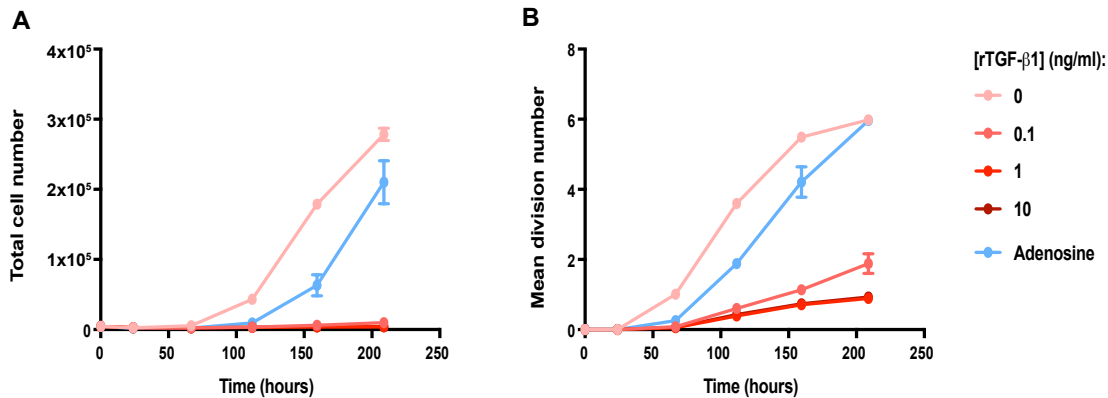 A
Total cell number
4x10⁵
3x10⁵
2x10⁵
1x10⁵
0
0 50 100 150 200 250
Time (hours)
B
Mean division number
8
6
4
2
0
0 50 100 150 200 250
Time (hours)
[rTGF-β1] (ng/ml):
0
0.1
1
10
Adenosine